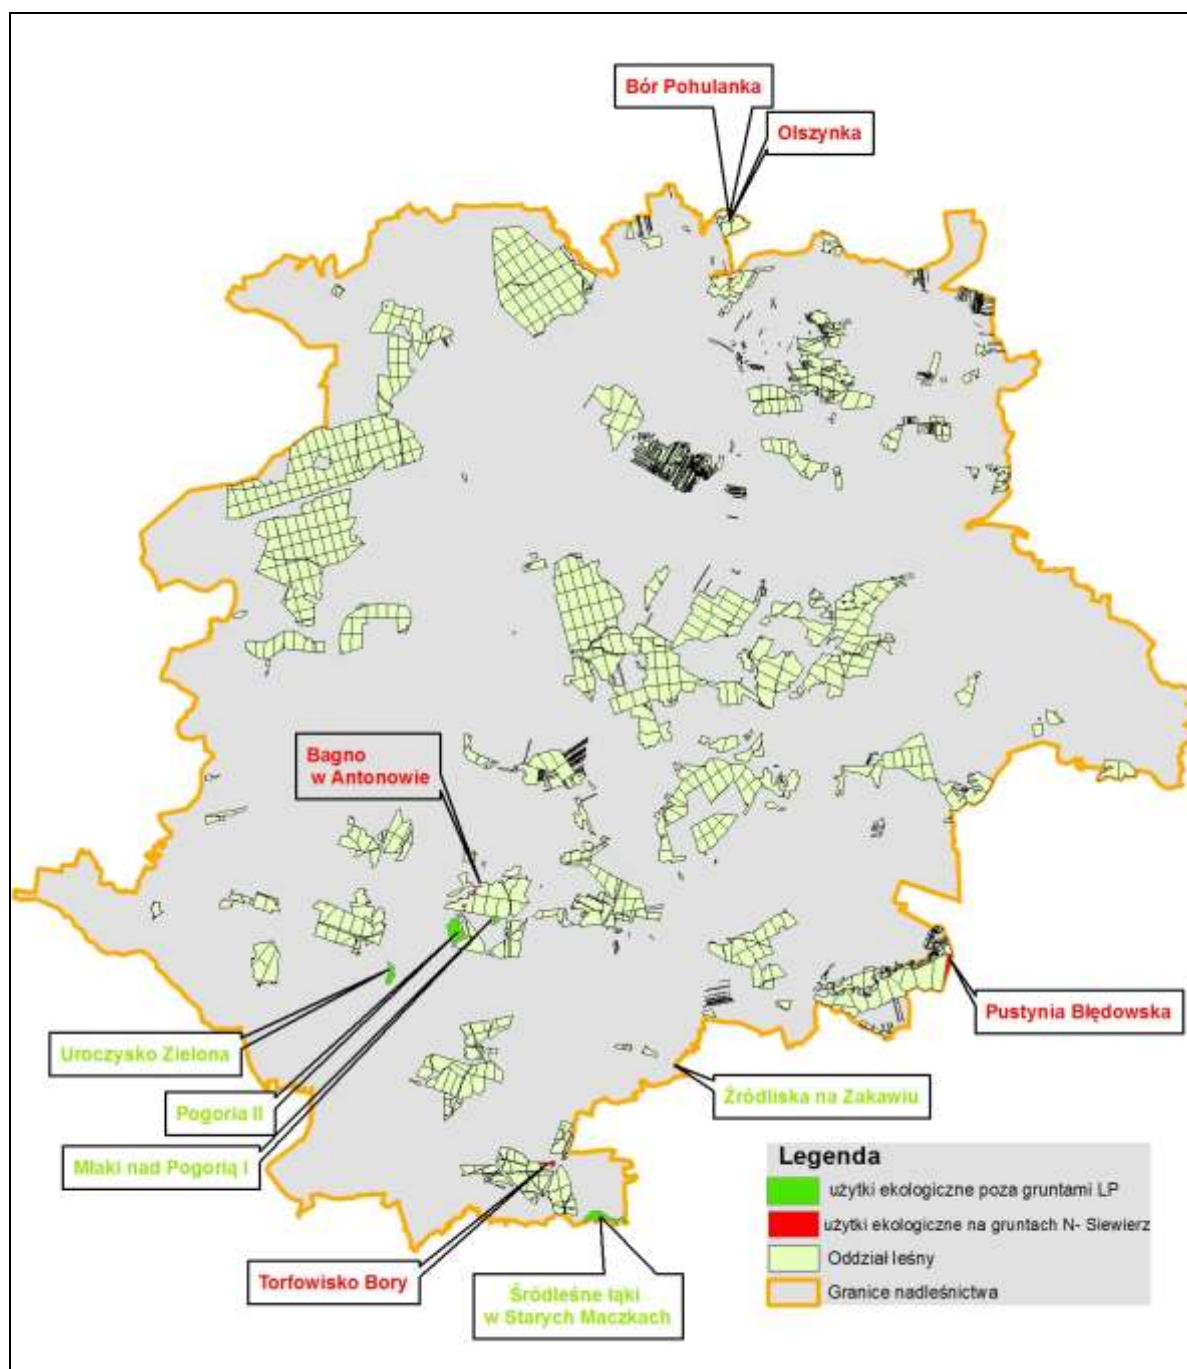 Bór Pohulanka
Olszynka
Bagno
w Antonowie
Uroczysko Zielona
Pogoria II
Młaki nad Pogorią I
Pustynia Błędowska
Źródliska na Zakawiu
Torfowisko Bory
Śródleśne łąki
w Starych Maczkach
Legenda
użytki ekologiczne poza gruntami LP
użytki ekologiczne na gruntach N- Siewierz
Oddział leśny
Granice nadleśnictwa